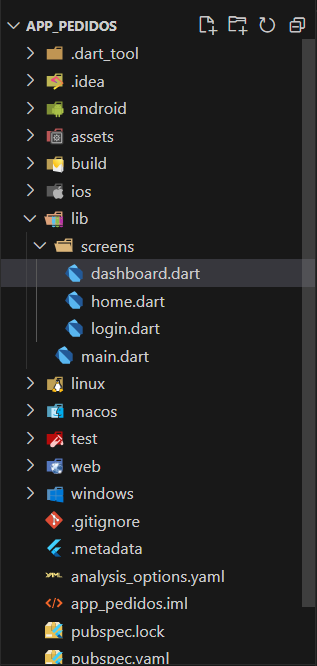 APP_PEDIDOS
.dart_tool
.idea
android
assets
build
ios
lib
screens
dashboard.dart
home.dart
login.dart
main.dart
linux
macos
test
web
windows
.gitignore
.metadata
YML analysis_options.yaml
app_pedidos.iml
pubspec.lock
pubspec.yaml